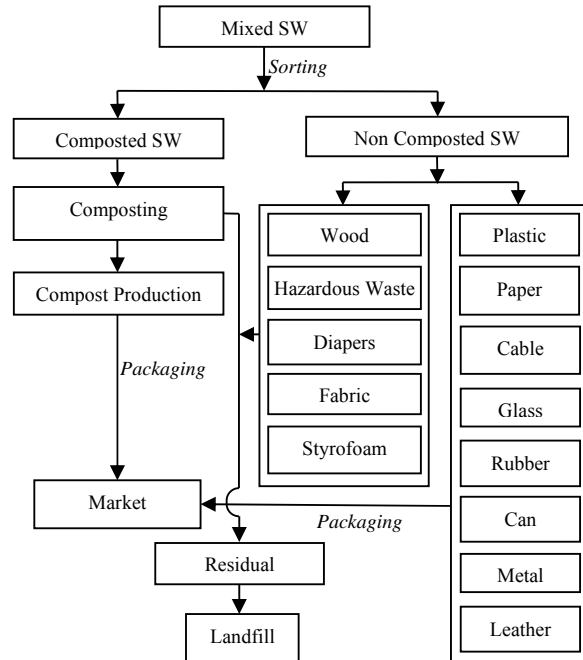 Mixed SW
Sorting
Composted SW
Non Composted SW
Composting
Compost Production
Packaging
Market
Wood
Hazardous Waste
Diapers
Fabric
Styrofoam
Plastic
Paper
Cable
Glass
Rubber
Can
Metal
Leather
Packaging
Residual
Landfill